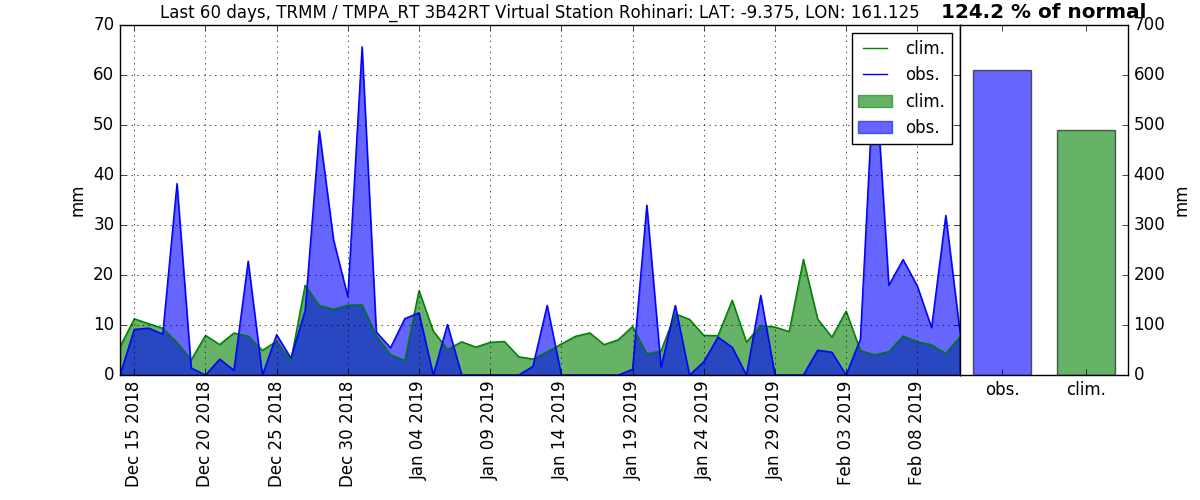 Last 60 days, TRMM / TMPA_RT 3B42RT Virtual Station Rohinari: LAT: -9.375, LON: 161.125
124.2 % of normal
70
60
50
40
30
20
10
0
mm
clim.
obs.
clim.
obs.
700
600
500
400
300
200
100
0
mm
Dec 15 2018
Dec 20 2018
Dec 25 2018
Dec 30 2018
Jan 04 2019
Jan 09 2019
Jan 14 2019
Jan 19 2019
Jan 24 2019
Jan 29 2019
Feb 03 2019
Feb 08 2019
obs.
clim.